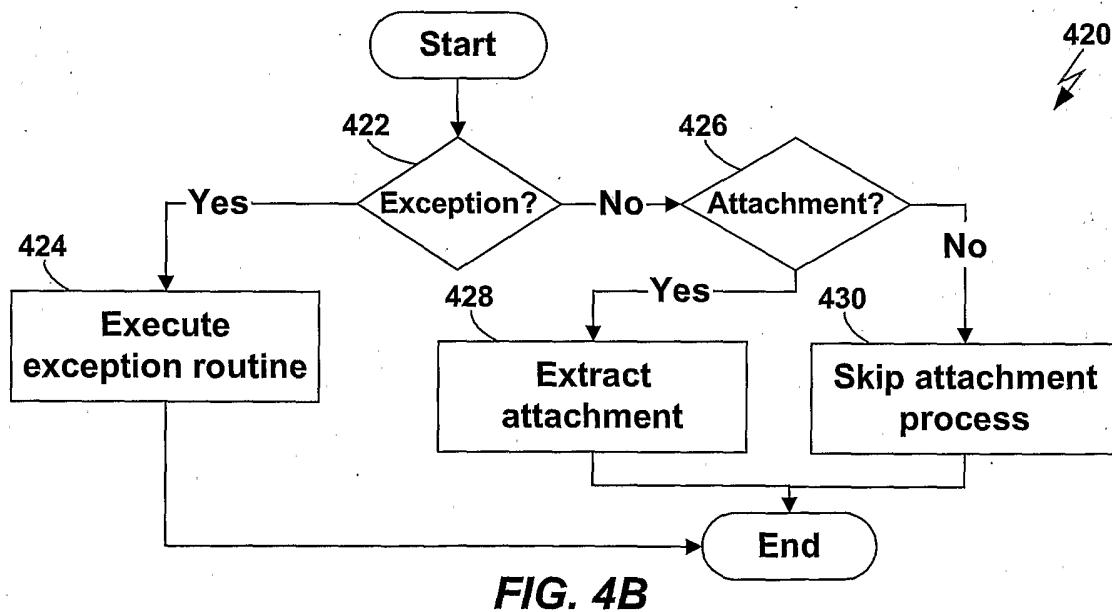 Start
420
422
426
Exception?
Attachment?
Yes
No
No
424
Yes
428
430
Execute
exception routine
Extract
attachment
Skip attachment
process
End
FIG. 4B